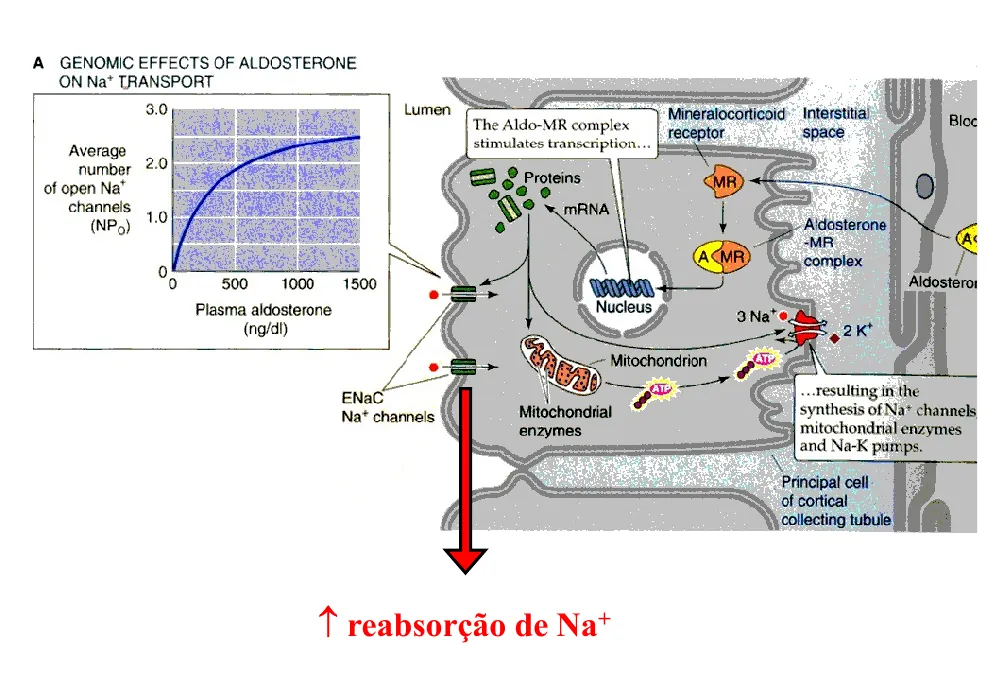 A GENOMIC EFFECTS OF ALDOSTERONE
ON Na⁺ TRANSPORT
3.0
2.0
1.0
0
Average
number
of open Na⁺
channels
(NP₀)
0 500 1000 1500
Plasma aldosterone
(ng/dl)
Lumen
The Aldo-MR complex
stimulates transcription...
Mineralocorticoid
receptor
Interstitial
space
Bloo
Proteins
mRNA
MR
A MR
Aldosterone
-MR
complex
A
Aldosteron
Nucleus
3 Na⁺
2 K⁺
Mitochondrion
ATP
ATP
Mitochondrial
enzymes
ENaC
Na⁺ channels
...resulting in the
synthesis of Na⁺ channels,
mitochondrial enzymes
and Na-K pumps.
Principal cell
of cortical
collecting tubule
↑ reabsorção de Na⁺